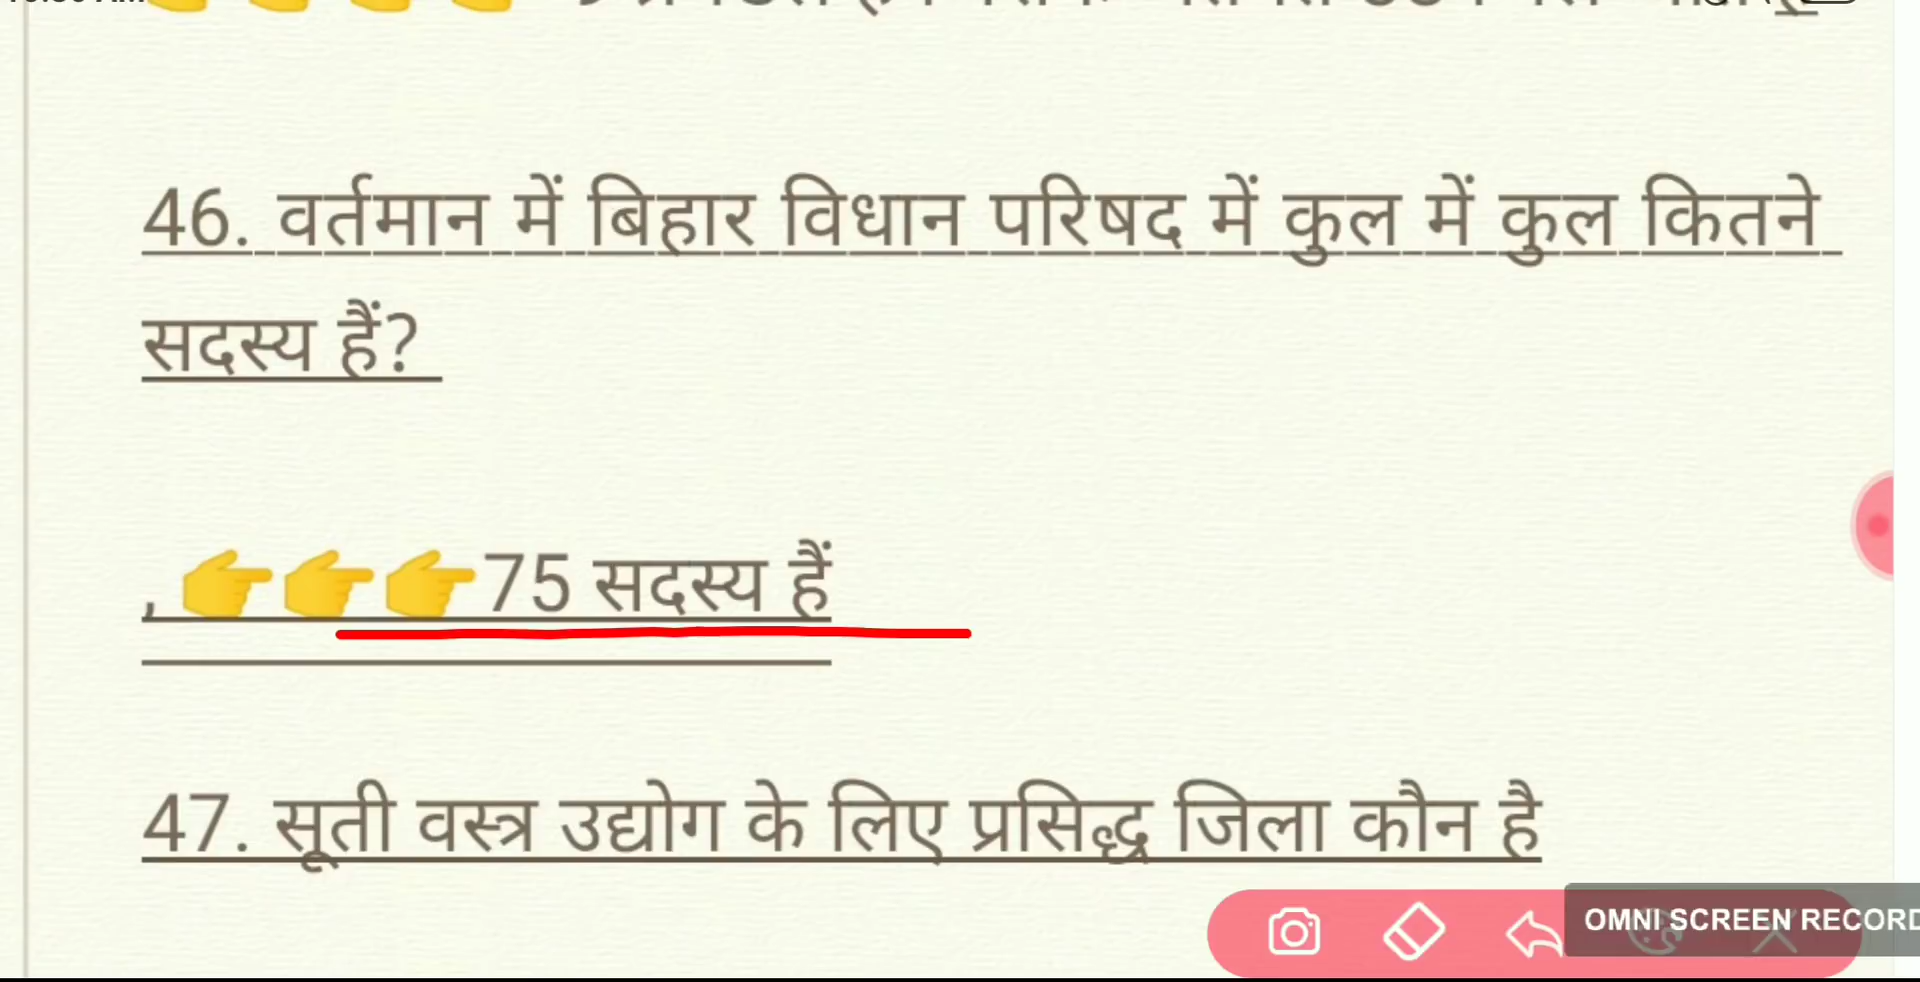 46. वर्तमान में बिहार विधान परिषद में कुल में कुल कितने
सदस्य हैं?
, 👉👉👉75 सदस्य हैं
47. सूती वस्त्र उद्योग के लिए प्रसिद्ध जिला कौन है
OMNI SCREEN RECORD